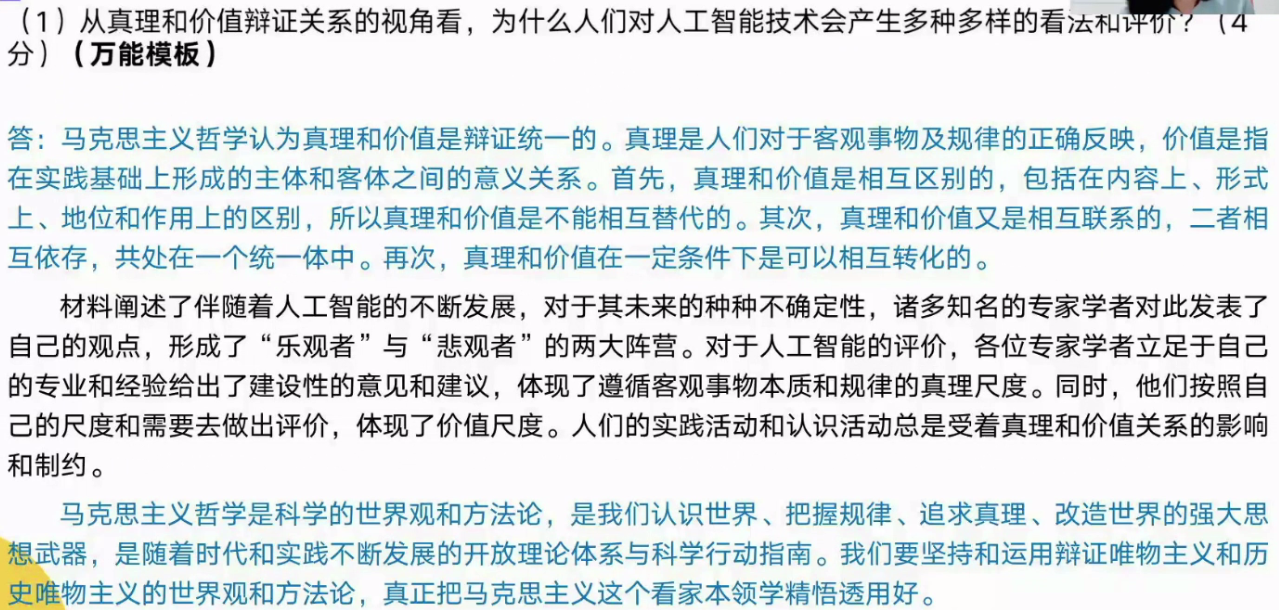 （1）从真理和价值辩证关系的视角看，为什么人们对人工智能技术会产生多种多样的看法和评价？（4
分）（万能模板）
答：马克思主义哲学认为真理和价值是辩证统一的。真理是人们对于客观事物及规律的正确反映，价值是指
在实践基础上形成的主体和客体之间的意义关系。首先，真理和价值是相互区别的，包括在内容上、形式
上、地位和作用上的区别，所以真理和价值是不能相互替代的。其次，真理和价值又是相互联系的，二者相
互依存，共处在一个统一体中。再次，真理和价值在一定条件下是可以相互转化的。
材料阐述了伴随着人工智能的不断发展，对于其未来的种种不确定性，诸多知名的专家学者对此发表了
自己的观点，形成了“乐观者”与“悲观者”的两大阵营。对于人工智能的评价，各位专家学者立足于自己
的专业和经验给出了建设性的意见和建议，体现了遵循客观事物本质和规律的真理尺度。同时，他们按照自
己的尺度和需要去做出评价，体现了价值尺度。人们的实践活动和认识活动总是受着真理和价值关系的影响
和制约。
马克思主义哲学是科学的世界观和方法论，是我们认识世界、把握规律、追求真理、改造世界的强大思
想武器，是随着时代和实践不断发展的开放理论体系与科学行动指南。我们要坚持和运用辩证唯物主义和历
史唯物主义的世界观和方法论，真正把马克思主义这个看家本领学精悟透用好。